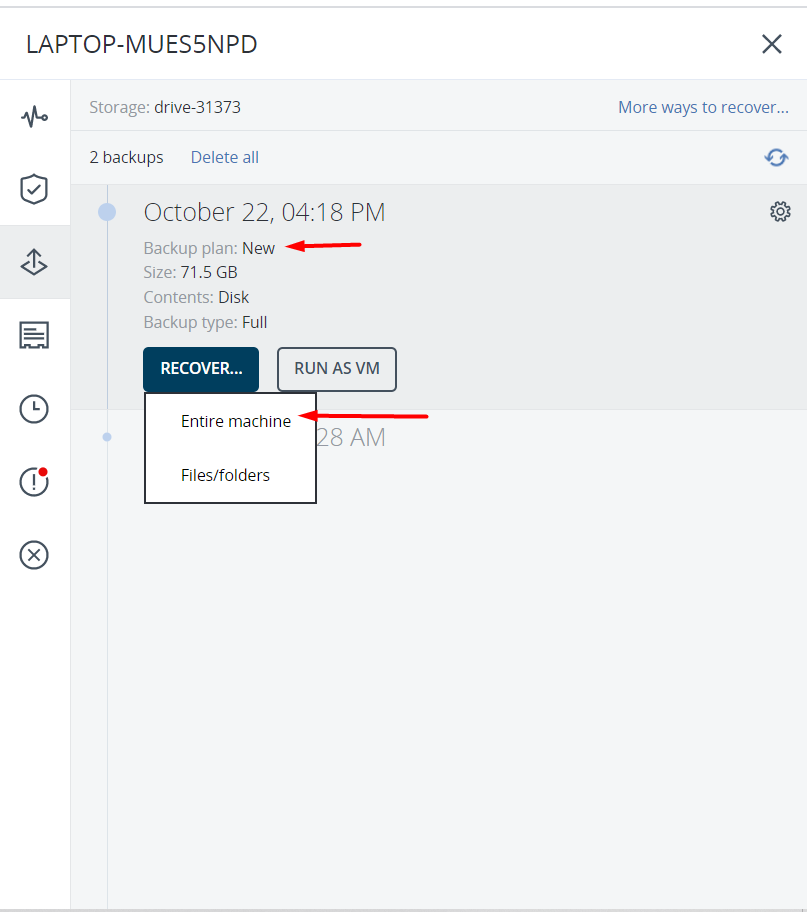 LAPTOP-MUES5NPD
Storage: drive-31373 More ways to recover...
2 backups Delete all
October 22, 04:18 PM
Backup plan: New
Size: 71.5 GB
Contents: Disk
Backup type: Full
RECOVER... RUN AS VM
Entire machine
28 AM
Files/folders